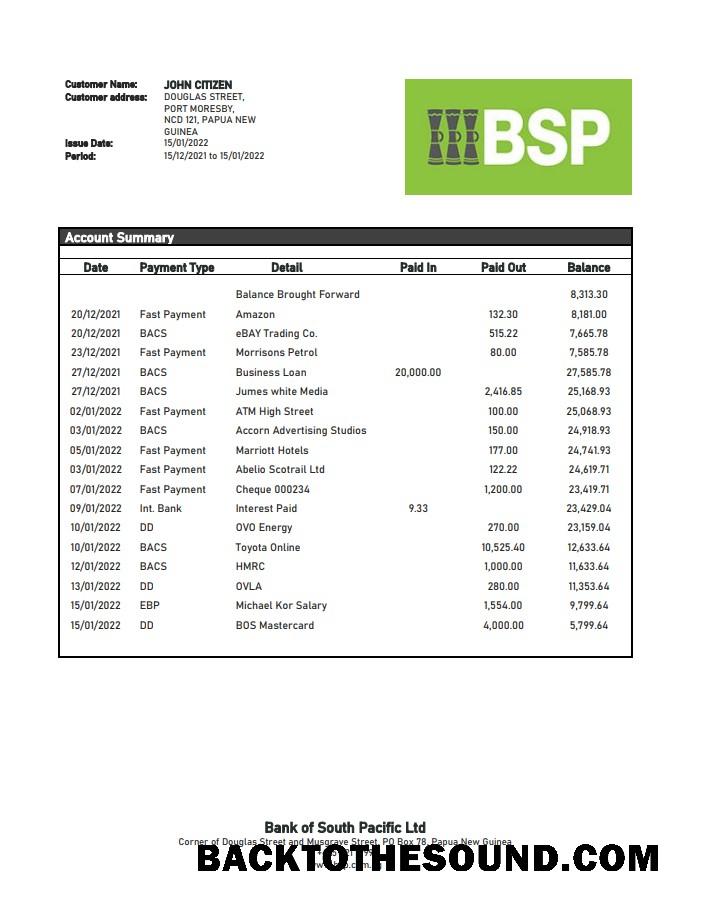 Customer Name: JOHN CITIZEN
Customer address: DOUGLAS STREET,
PORT MORESBY,
NCD 121, PAPUA NEW
GUINEA
Issue Date: 15/01/2022
Period: 15/12/2021 to 15/01/2022
BSP
Account Summary
Date Payment Type Detail Paid In Paid Out Balance
Balance Brought Forward 8,313.30
20/12/2021 Fast Payment Amazon 132.30 8,181.00
20/12/2021 BACS eBAY Trading Co. 515.22 7,665.78
23/12/2021 Fast Payment Morrisons Petrol 80.00 7,585.78
27/12/2021 BACS Business Loan 20,000.00 27,585.78
27/12/2021 BACS Jumes white Media 2,416.85 25,168.93
02/01/2022 Fast Payment ATM High Street 100.00 25,068.93
03/01/2022 BACS Accorn Advertising Studios 150.00 24,918.93
05/01/2022 Fast Payment Marriott Hotels 177.00 24,741.93
03/01/2022 Fast Payment Abelio Scotrail Ltd 122.22 24,619.71
07/01/2022 Fast Payment Cheque 000234 1,200.00 23,419.71
09/01/2022 Int. Bank Interest Paid 9.33 23,429.04
10/01/2022 DD OVO Energy 270.00 23,159.04
10/01/2022 BACS Toyota Online 10,525.40 12,633.64
12/01/2022 BACS HMRC 1,000.00 11,633.64
13/01/2022 DD OVLA 280.00 11,353.64
15/01/2022 EBP Michael Kor Salary 1,554.00 9,799.64
15/01/2022 DD BOS Mastercard 4,000.00 5,799.64
Bank of South Pacific Ltd
Corner of Douglas Street and Musgrave Street, PO Box 78, Papua New Guinea
BACKTOTHESOUND.COM